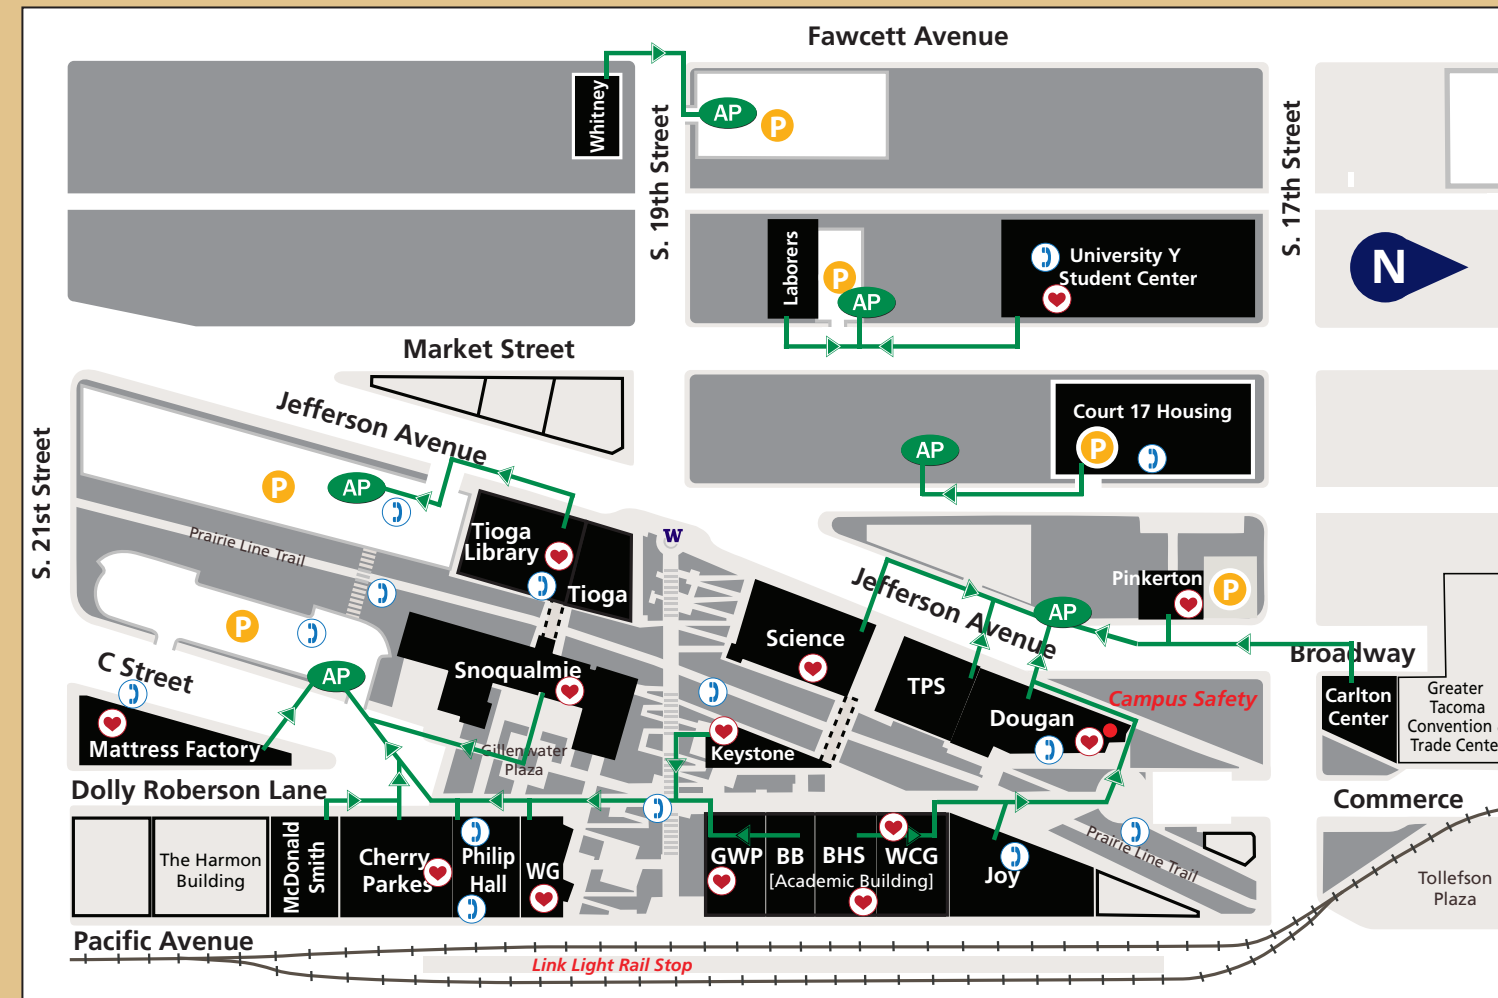 Fawcett Avenue
Whitney
AP
P
S. 19th Street
S. 17th Street
Laborers
P
AP
University Y
Student Center
N
Market Street
Jefferson Avenue
Court 17 Housing
P
AP
S. 21st Street
P
AP
Prairie Line Trail
Tioga
Library
Tioga
W
Jefferson Avenue
Pinkerton
P
AP
P
Science
Broadway
C Street
AP
Snoqualmie
TPS
Campus Safety
Dougan
Carlton
Center
Greater
Tacoma
Convention
Trade Cente
Mattress Factory
Gillenwater
Plaza
Keystone
Dolly Roberson Lane
Commerce
The Harmon
Building
McDonald
Smith
Cherry
Parkes
Philip
Hall
WG
GWP
BB
BHS
WCG
[Academic Building]
Joy
Prairie Line Trail
Tollefson
Plaza
Pacific Avenue
Link Light Rail Stop